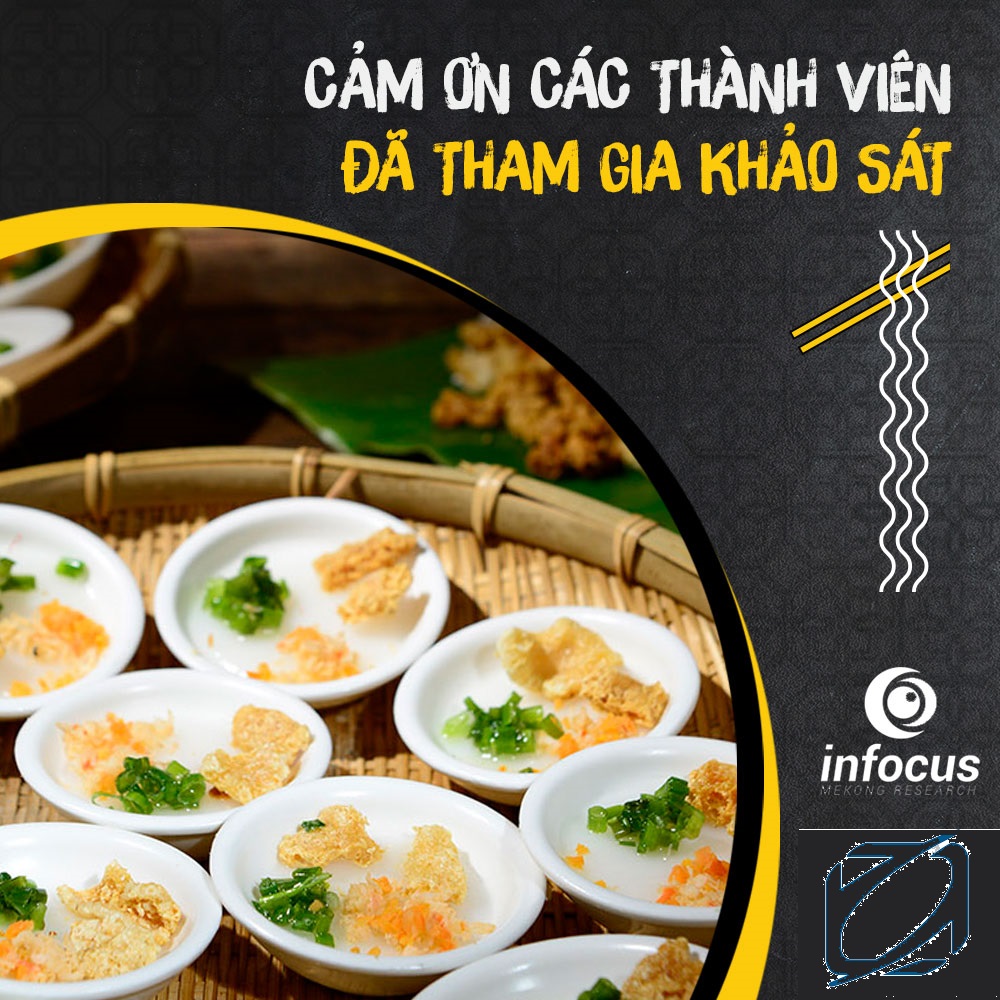 CẢM ƠN CÁC THÀNH VIÊN
ĐÃ THAM GIA KHẢO SÁT
infocus
MEKONG RESEARCH